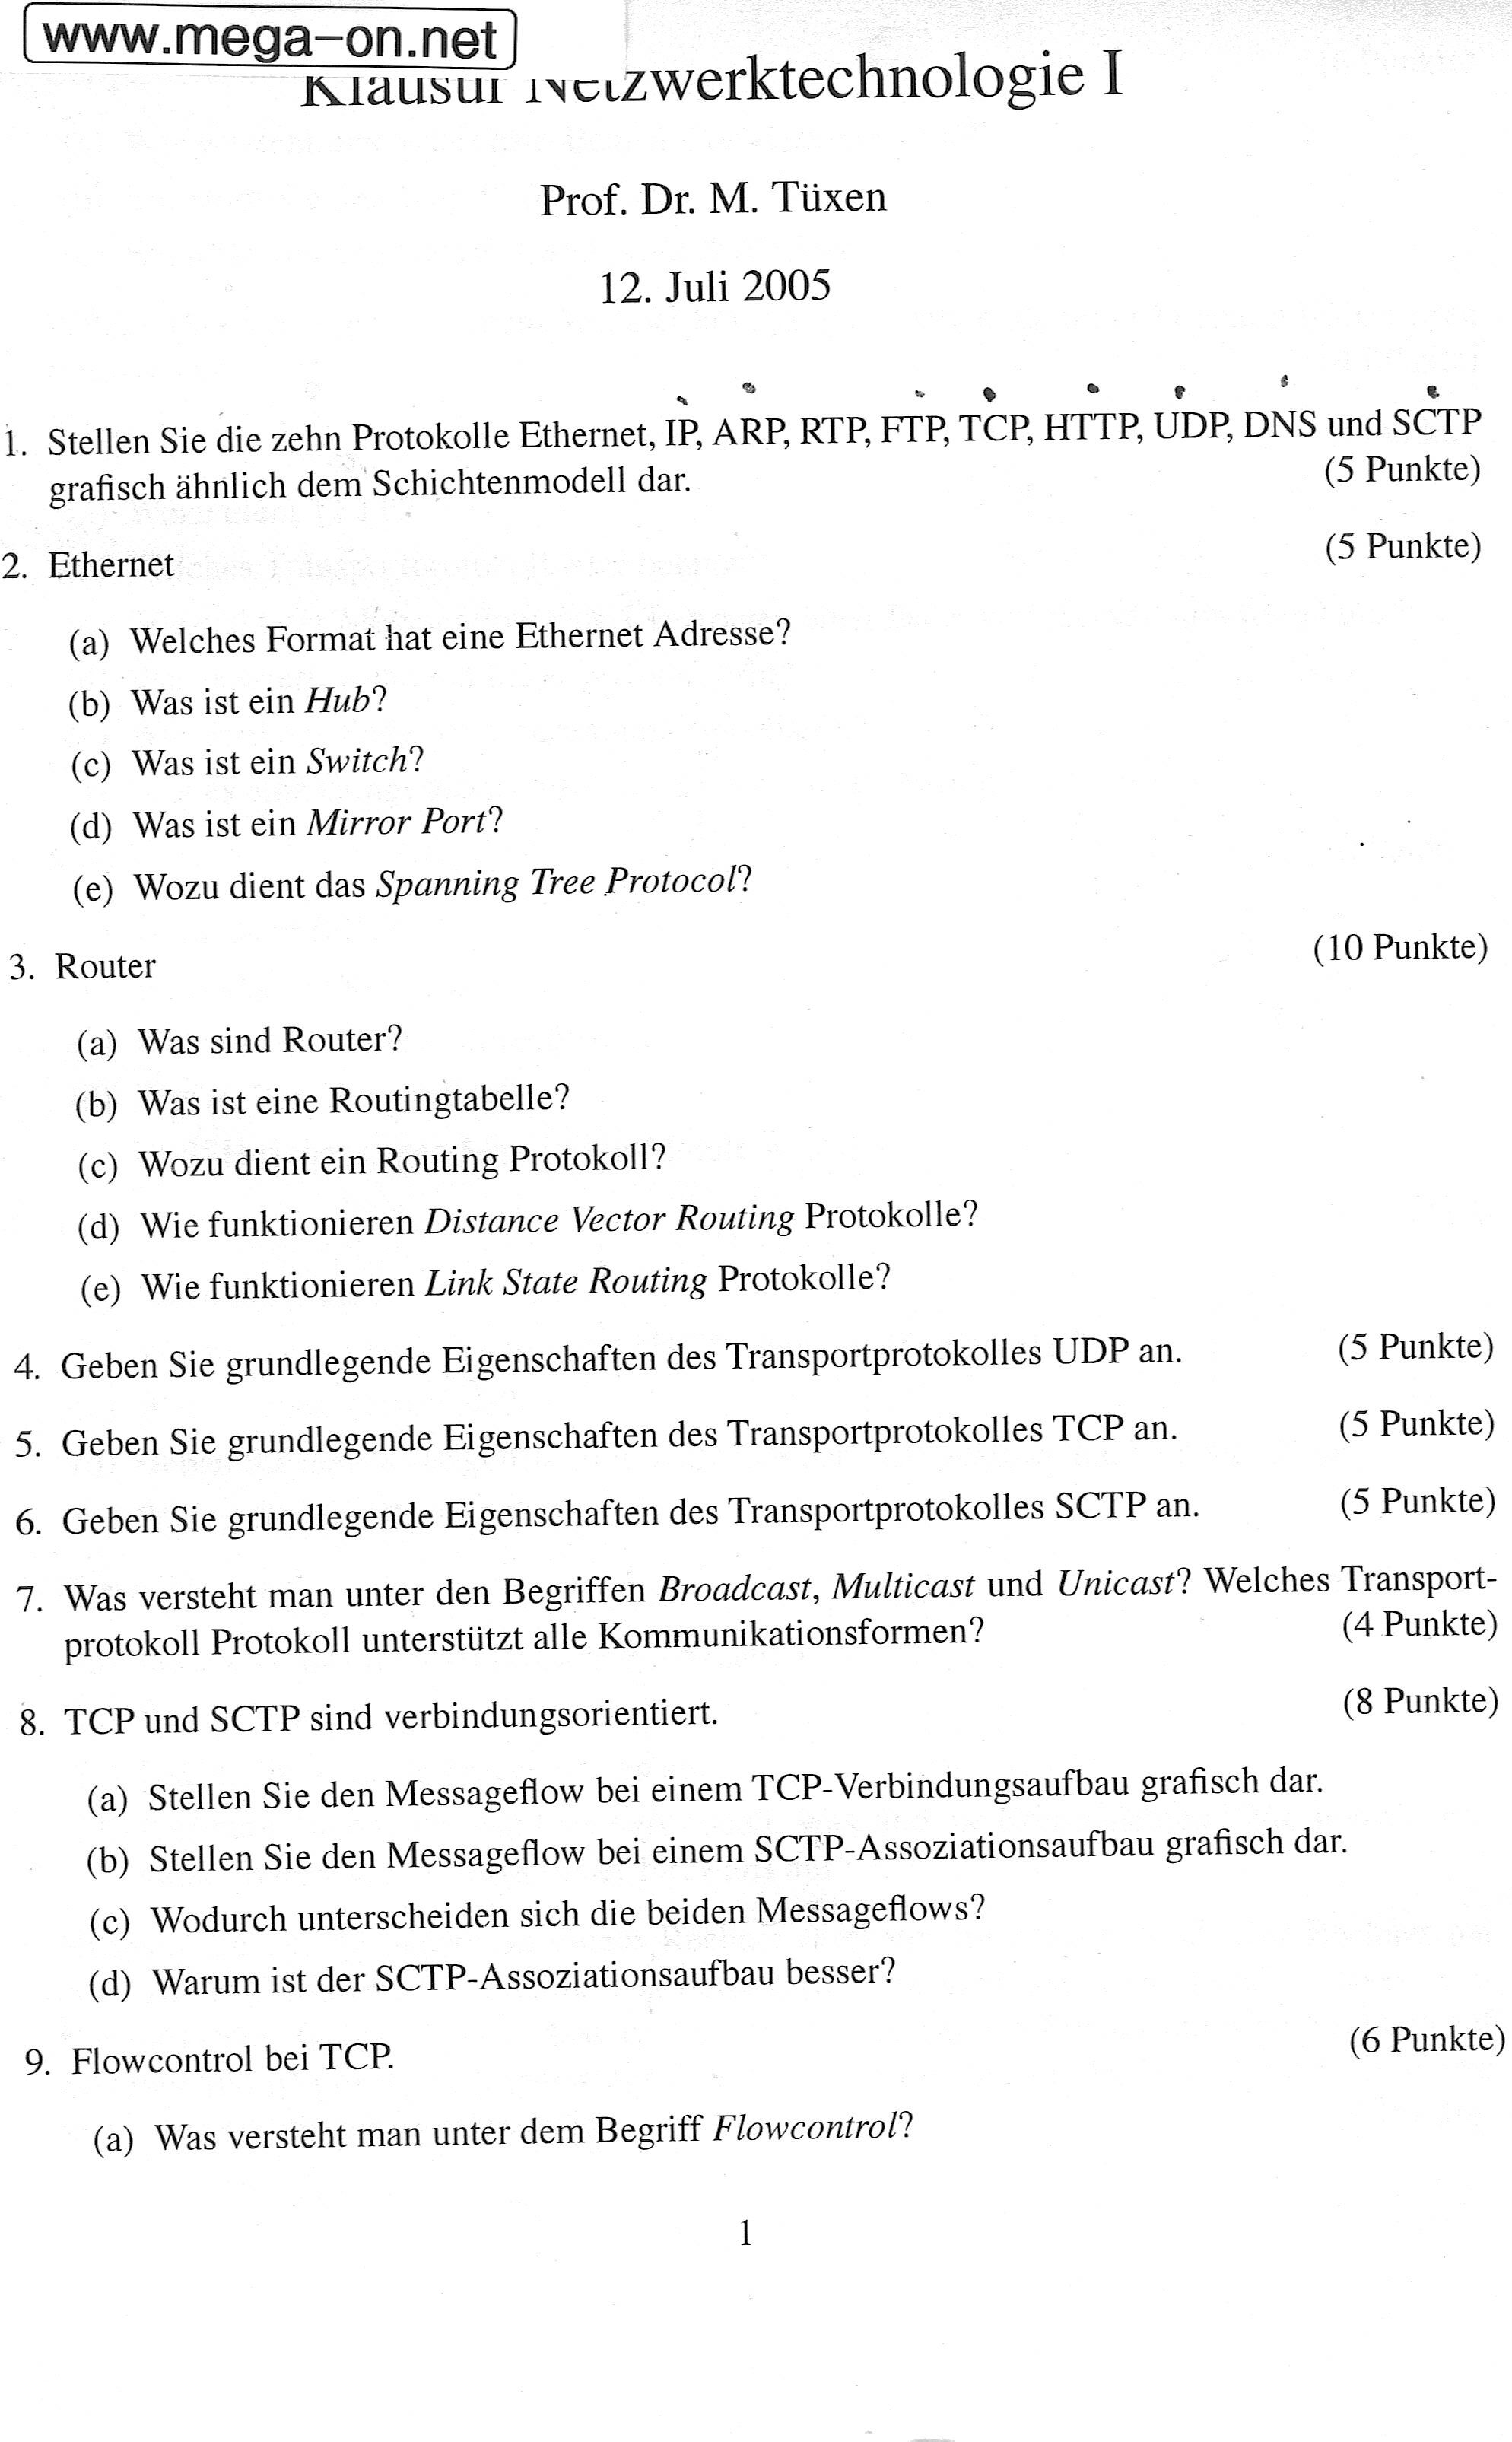 www.mega-on.net
Klausur Netzwerktechnologie I
Prof. Dr. M. Tüxen
12. Juli 2005
1. Stellen Sie die zehn Protokolle Ethernet, IP, ARP, RTP, FTP, TCP, HTTP, UDP, DNS und SCTP
grafisch ähnlich dem Schichtenmodell dar. (5 Punkte)
2. Ethernet (5 Punkte)
(a) Welches Format hat eine Ethernet Adresse?
(b) Was ist ein Hub?
(c) Was ist ein Switch?
(d) Was ist ein Mirror Port?
(e) Wozu dient das Spanning Tree Protocol?
3. Router (10 Punkte)
(a) Was sind Router?
(b) Was ist eine Routingtabelle?
(c) Wozu dient ein Routing Protokoll?
(d) Wie funktionieren Distance Vector Routing Protokolle?
(e) Wie funktionieren Link State Routing Protokolle?
4. Geben Sie grundlegende Eigenschaften des Transportprotokolles UDP an. (5 Punkte)
5. Geben Sie grundlegende Eigenschaften des Transportprotokolles TCP an. (5 Punkte)
6. Geben Sie grundlegende Eigenschaften des Transportprotokolles SCTP an. (5 Punkte)
7. Was versteht man unter den Begriffen Broadcast, Multicast und Unicast? Welches Transport-
protokoll Protokoll unterstützt alle Kommunikationsformen? (4 Punkte)
8. TCP und SCTP sind verbindungsorientiert. (8 Punkte)
(a) Stellen Sie den Messageflow bei einem TCP-Verbindungsaufbau grafisch dar.
(b) Stellen Sie den Messageflow bei einem SCTP-Assoziationsaufbau grafisch dar.
(c) Wodurch unterscheiden sich die beiden Messageflows?
(d) Warum ist der SCTP-Assoziationsaufbau besser?
9. Flowcontrol bei TCP. (6 Punkte)
(a) Was versteht man unter dem Begriff Flowcontrol?
1